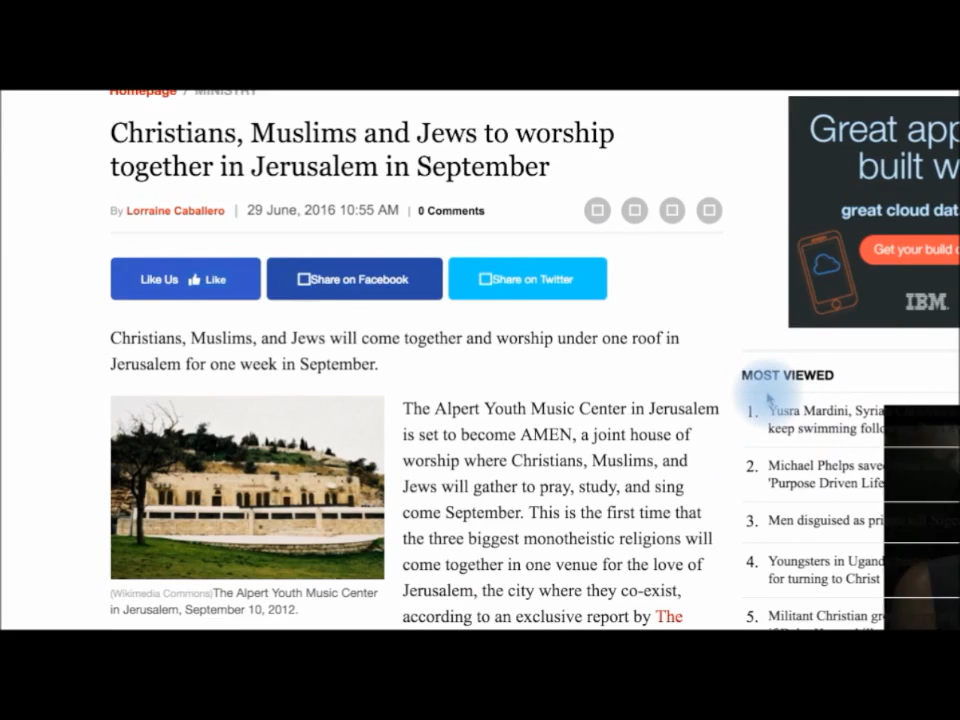 Homepage / MINISTRY
Christians, Muslims and Jews to worship
together in Jerusalem in September
By Lorraine Caballero | 29 June, 2016 10:55 AM | 0 Comments
Like Us Like
Share on Facebook
Share on Twitter
Christians, Muslims, and Jews will come together and worship under one roof in
Jerusalem for one week in September.
The Alpert Youth Music Center in Jerusalem
is set to become AMEN, a joint house of
worship where Christians, Muslims, and
Jews will gather to pray, study, and sing
come September. This is the first time that
the three biggest monotheistic religions will
come together in one venue for the love of
Jerusalem, the city where they co-exist,
according to an exclusive report by The
(Wikimedia Commons)The Alpert Youth Music Center
in Jerusalem, September 10, 2012.
Great app
built w
great cloud dat
Get your build
IBM
MOST VIEWED
1. Yusra Mardini, Syria
keep swimming follo
2. Michael Phelps save
'Purpose Driven Life
3. Men disguised as pri
4. Youngsters in Ugand
for turning to Christ
5. Militant Christian gr